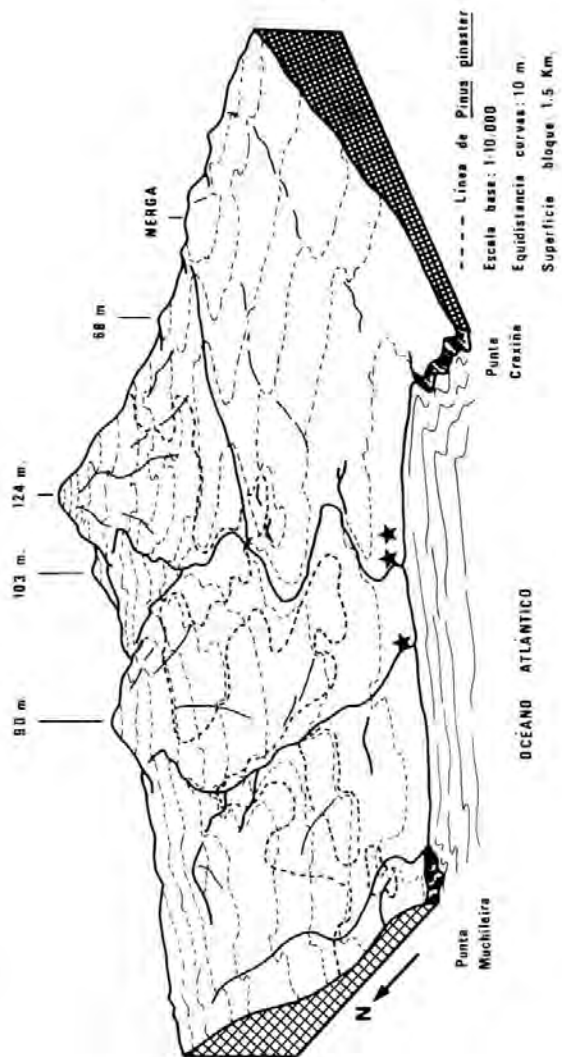 90 m.
103 m.
124 m.
68 m.
NERGA
N
Punta
Muchileira
OCÉANO ATLÁNTICO
Punta
Craxiña
---- Línea de Pinus pinaster
Escala base: 1:10.000
Equidistancia curvas: 10 m.
Superficie bloque: 1.5 Km.